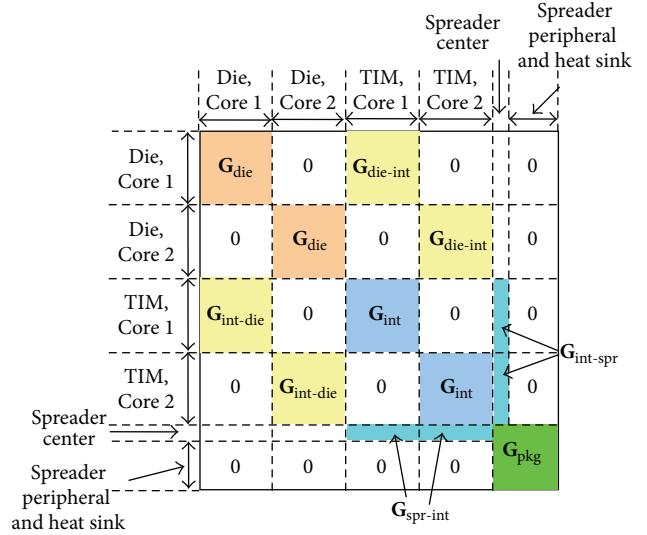 Spreader
center
Spreader
peripheral
and heat sink
Die,
Core 1
Die,
Core 2
TIM,
Core 1
TIM,
Core 2
Die,
Core 1
G_die 0 G_die-int 0 0
Die,
Core 2
0 G_die 0 G_die-int 0
TIM,
Core 1
G_int-die 0 G_int 0 0
G_int-spr
TIM,
Core 2
0 G_int-die 0 G_int 0
Spreader
center
G_pkg
Spreader
peripheral
and heat sink
0 0 0 0
G_spr-int